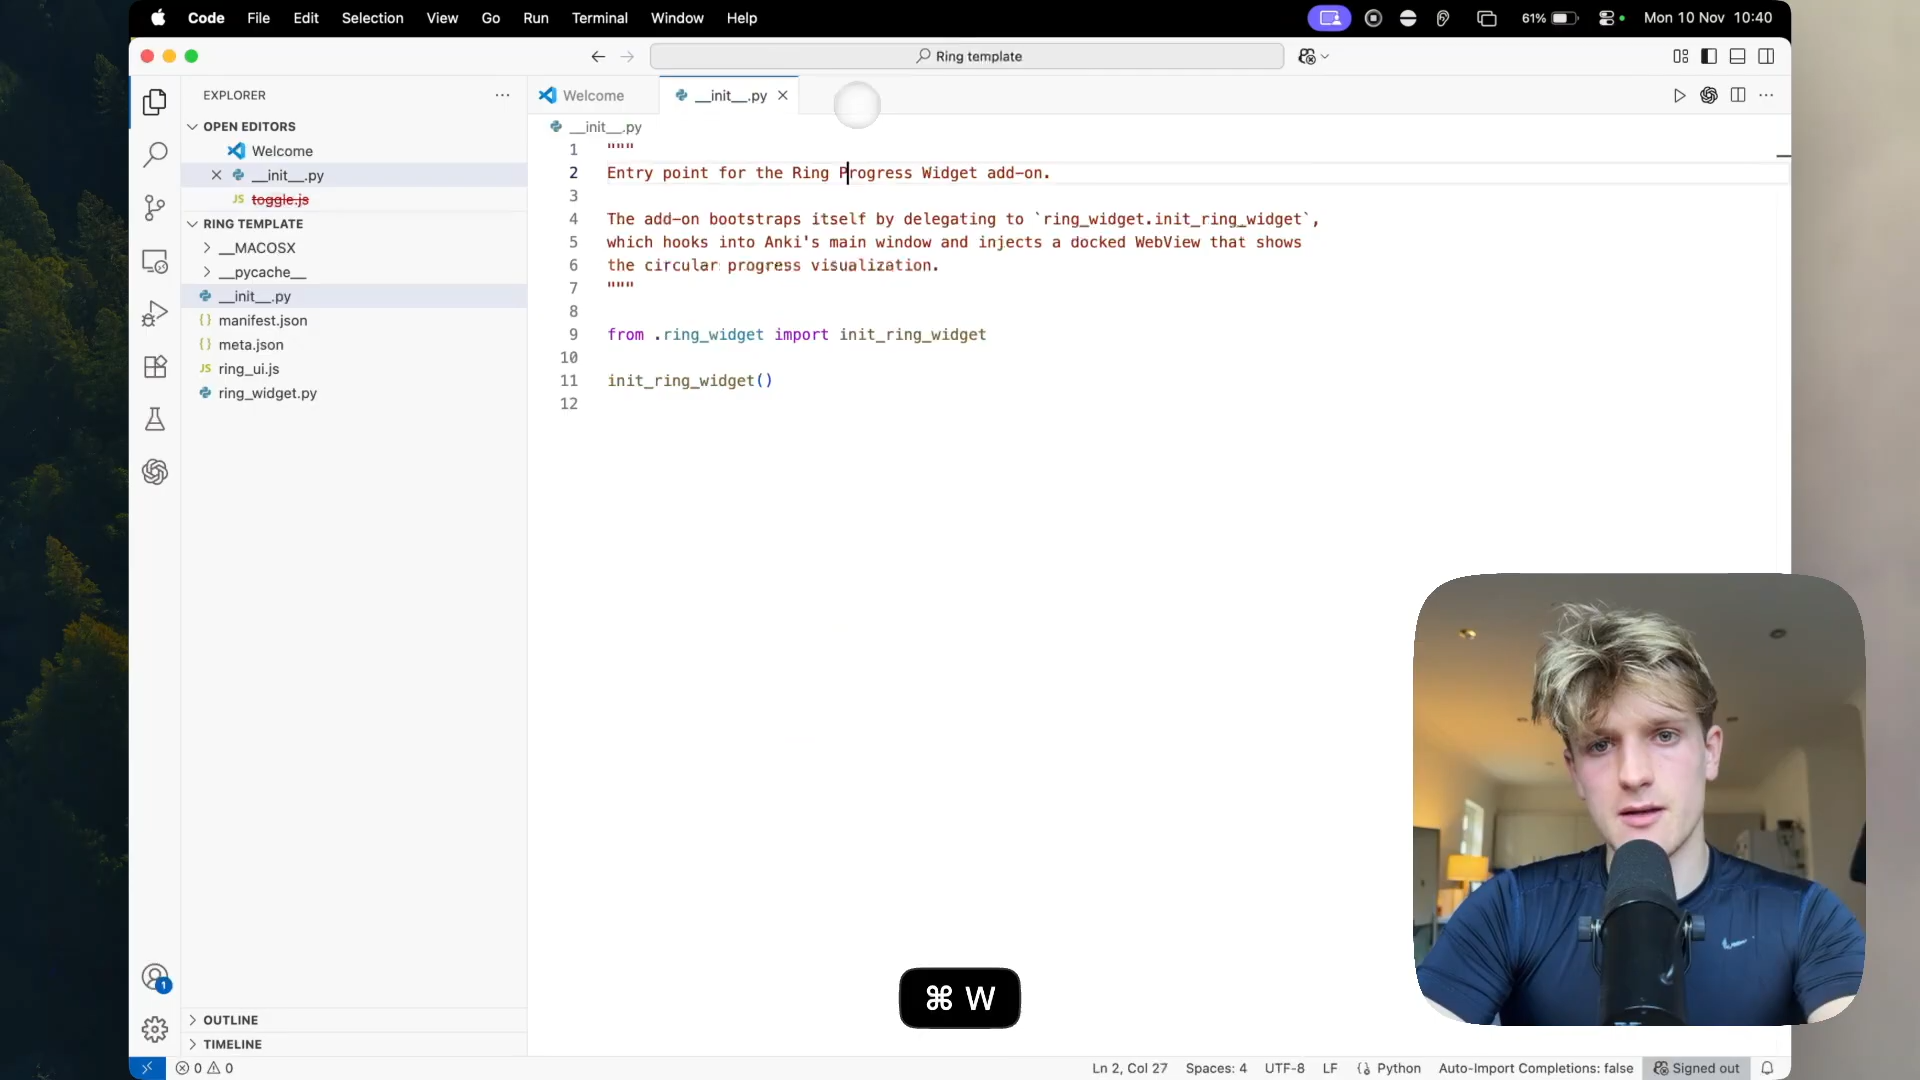 Code File Edit Selection View Go Run Terminal Window Help 61% Mon 10 Nov 10:40
Ring template
EXPLORER
OPEN EDITORS
Welcome
__init__.py
toggle.js
RING TEMPLATE
__MACOSX
__pycache__
__init__.py
manifest.json
meta.json
ring_ui.js
ring_widget.py
OUTLINE
TIMELINE
Welcome __init__.py
__init__.py
1 """
2 Entry point for the Ring Progress Widget add-on.
3
4 The add-on bootstraps itself by delegating to `ring_widget.init_ring_widget`,
5 which hooks into Anki's main window and injects a docked WebView that shows
6 the circular progress visualization.
7 """
8
9 from .ring_widget import init_ring_widget
10
11 init_ring_widget()
12
⌘ W
1
0 0 Ln 2, Col 27 Spaces: 4 UTF-8 LF Python Auto-Import Completions: false Signed out